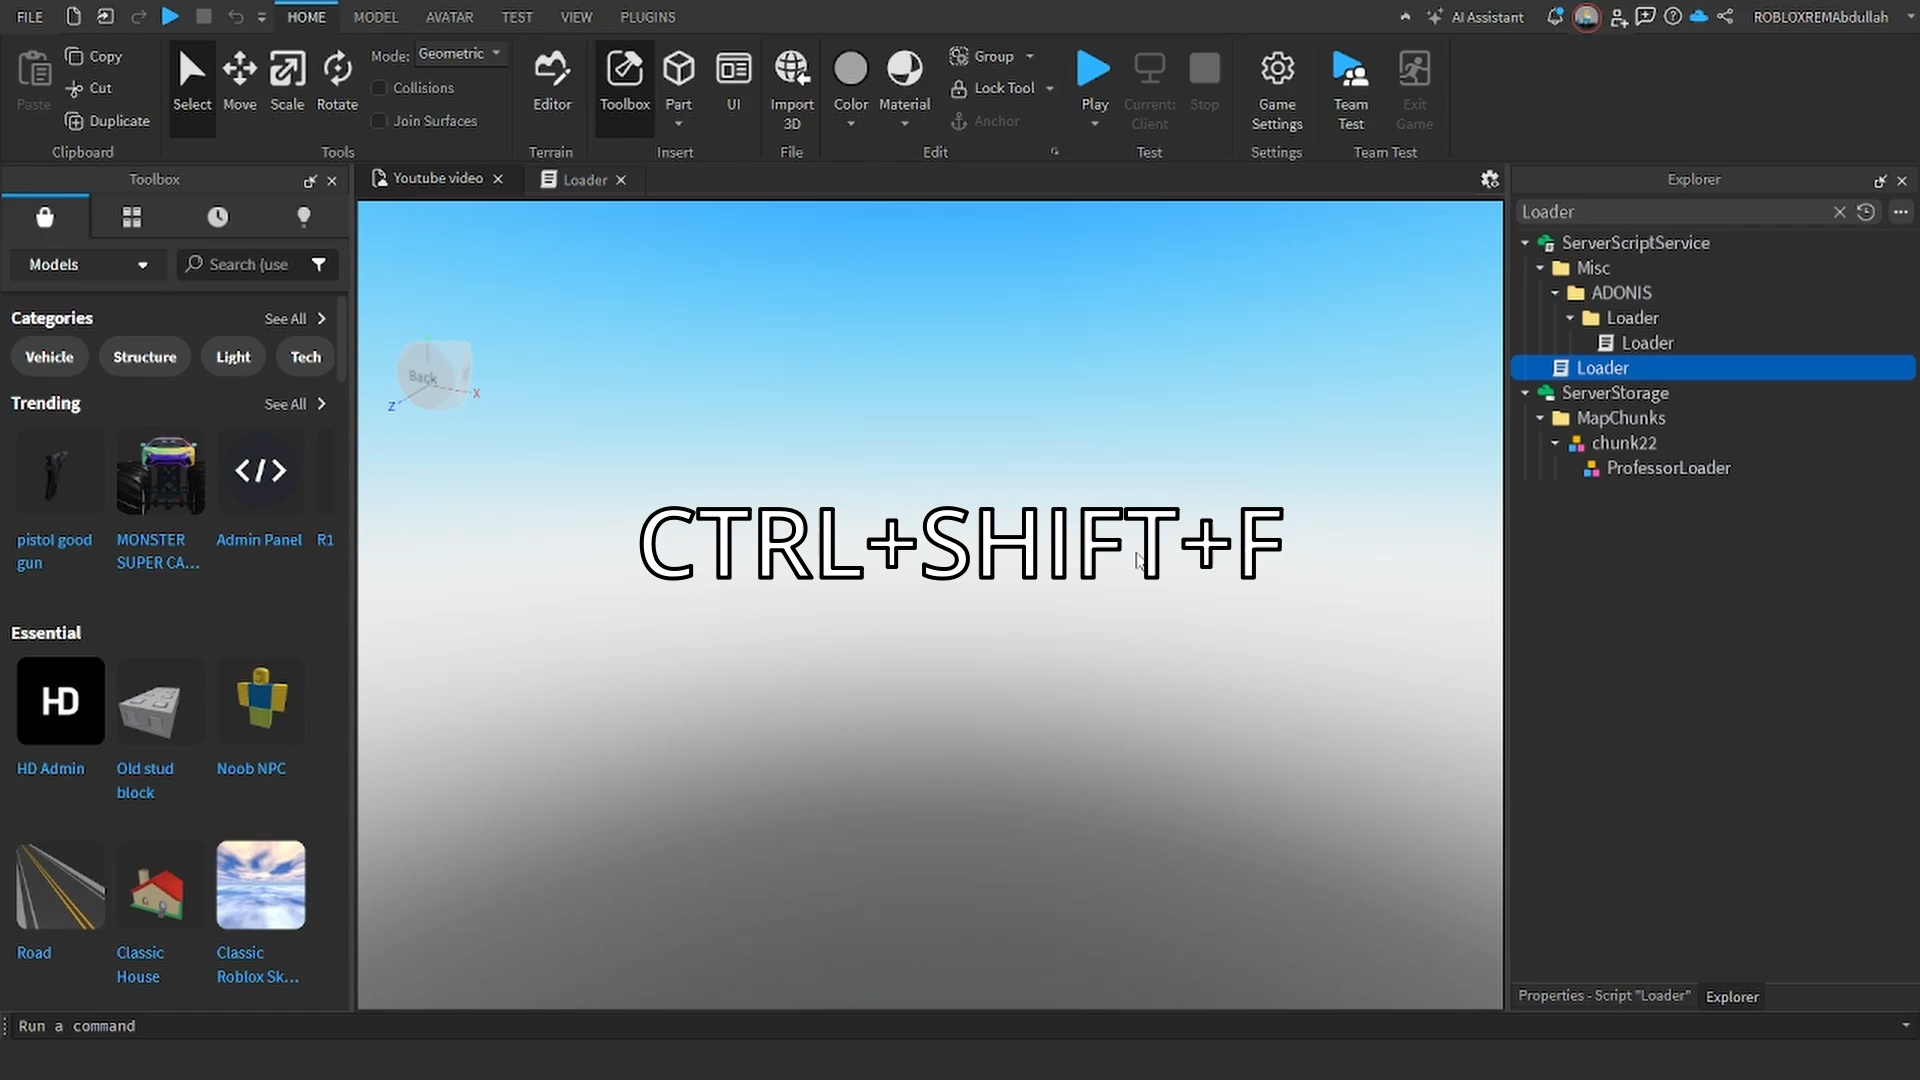 FILE
HOME
MODEL
AVATAR
TEST
VIEW
PLUGINS
AI Assistant
ROBLOXREMAbdullah
Paste
Copy
Cut
Duplicate
Clipboard
Select
Move
Scale
Rotate
Mode:
Geometric
Collisions
Join Surfaces
Tools
Editor
Terrain
Toolbox
Part
UI
Insert
Import
3D
File
Color
Material
Group
Lock Tool
Anchor
Edit
Play
Current:
Client
Stop
Test
Game
Settings
Settings
Team
Test
Exit
Game
Team Test
Toolbox
Models
Search (use
Categories
See All
Vehicle
Structure
Light
Tech
Trending
See All
pistol good
gun
MONSTER
SUPER CA...
Admin Panel
R1
Essential
HD
HD Admin
Old stud
block
Noob NPC
Road
Classic
House
Classic
Roblox Sk...
Youtube video
Loader
Back
X
Z
CTRL+SHIFT+F
Explorer
Loader
ServerScriptService
Misc
ADONIS
Loader
Loader
Loader
ServerStorage
MapChunks
chunk22
ProfessorLoader
Properties - Script "Loader"
Explorer
Run a command